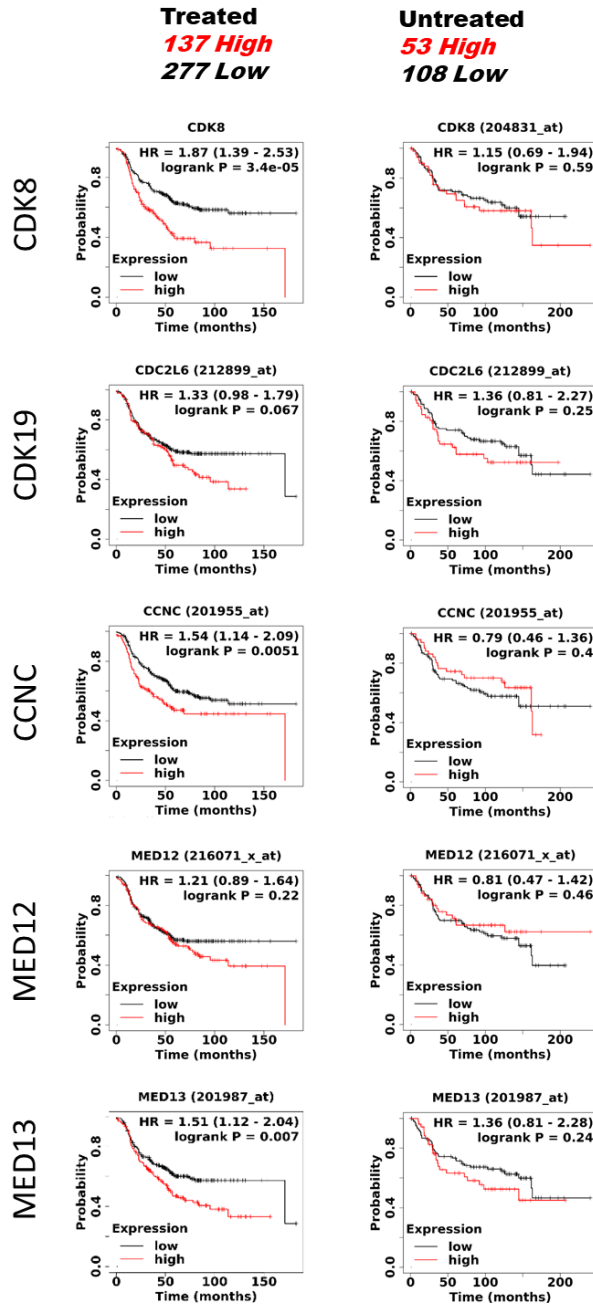 Treated
137 High
277 Low
Untreated
53 High
108 Low
CDK8
CDK8
HR = 1.87 (1.39 - 2.53)
logrank P = 3.4e-05
Probability
0.8
0.4
0.0
Expression
low
high
0 50 100 150
Time (months)
CDK8 (204831_at)
HR = 1.15 (0.69 - 1.94)
logrank P = 0.59
Probability
0.8
0.4
0.0
Expression
low
high
0 50 100 200
Time (months)
CDK19
CDC2L6 (212899_at)
HR = 1.33 (0.98 - 1.79)
logrank P = 0.067
Probability
0.8
0.4
0.0
Expression
low
high
0 50 100 150
Time (months)
CDC2L6 (212899_at)
HR = 1.36 (0.81 - 2.27)
logrank P = 0.25
Probability
0.8
0.4
0.0
Expression
low
high
0 50 100 200
Time (months)
CCNC
CCNC (201955_at)
HR = 1.54 (1.14 - 2.09)
logrank P = 0.0051
Probability
0.8
0.4
0.0
Expression
low
high
0 50 100 150
Time (months)
CCNC (201955_at)
HR = 0.79 (0.46 - 1.36)
logrank P = 0.4
Probability
0.8
0.4
0.0
Expression
low
high
0 50 100 200
Time (months)
MED12
MED12 (216071_x_at)
HR = 1.21 (0.89 - 1.64)
logrank P = 0.22
Probability
0.8
0.4
0.0
Expression
low
high
0 50 100 150
Time (months)
MED12 (216071_x_at)
HR = 0.81 (0.47 - 1.42)
logrank P = 0.46
Probability
0.8
0.4
0.0
Expression
low
high
0 50 100 200
Time (months)
MED13
MED13 (201987_at)
HR = 1.51 (1.12 - 2.04)
logrank P = 0.007
Probability
0.8
0.4
0.0
Expression
low
high
0 50 100 150
Time (months)
MED13 (201987_at)
HR = 1.36 (0.81 - 2.28)
logrank P = 0.24
Probability
0.8
0.4
0.0
Expression
low
high
0 50 100 200
Time (months)